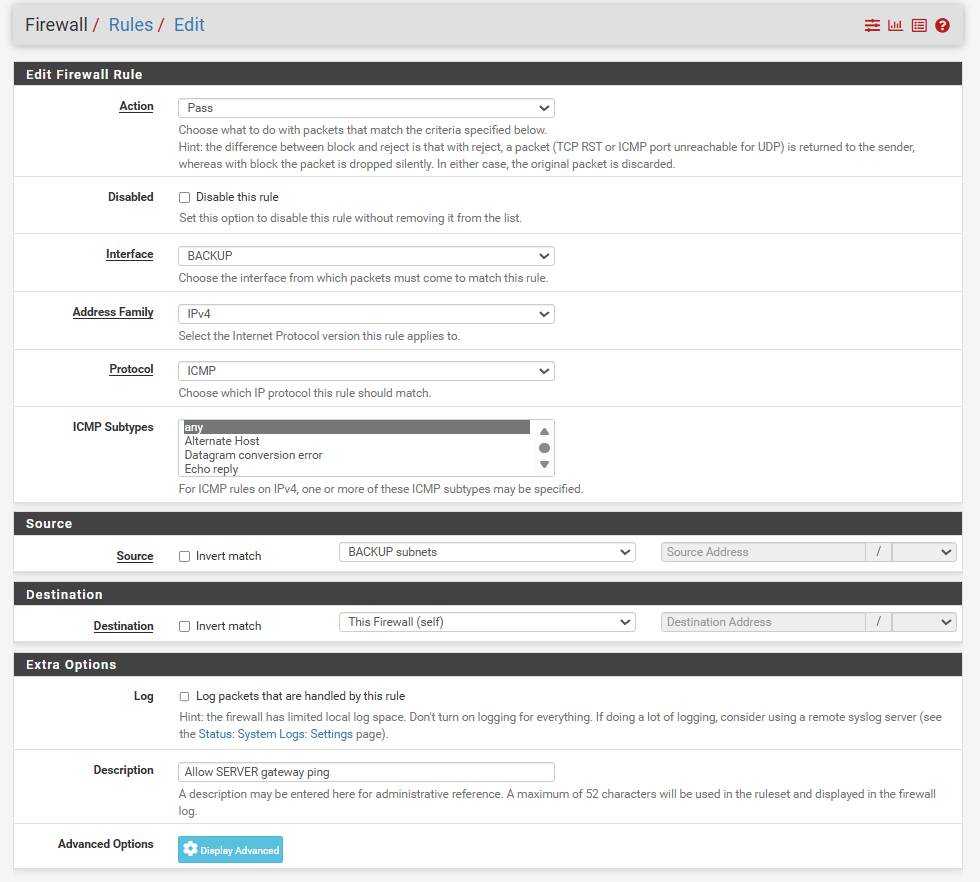 Firewall / Rules / Edit
Edit Firewall Rule
Action
Pass
Choose what to do with packets that match the criteria specified below.
Hint: the difference between block and reject is that with reject, a packet (TCP RST or ICMP port unreachable for UDP) is returned to the sender,
whereas with block the packet is dropped silently. In either case, the original packet is discarded.
Disabled
Disable this rule
Set this option to disable this rule without removing it from the list.
Interface
BACKUP
Choose the interface from which packets must come to match this rule.
Address Family
IPv4
Select the Internet Protocol version this rule applies to.
Protocol
ICMP
Choose which IP protocol this rule should match.
ICMP Subtypes
any
Alternate Host
Datagram conversion error
Echo reply
For ICMP rules on IPv4, one or more of these ICMP subtypes may be specified.
Source
Source
Invert match
BACKUP subnets
Source Address
/
Destination
Destination
Invert match
This Firewall (self)
Destination Address
/
Extra Options
Log
Log packets that are handled by this rule
Hint: the firewall has limited local log space. Don't turn on logging for everything. If doing a lot of logging, consider using a remote syslog server (see
the Status: System Logs: Settings page).
Description
Allow SERVER gateway ping
A description may be entered here for administrative reference. A maximum of 52 characters will be used in the ruleset and displayed in the firewall
log.
Advanced Options
Display Advanced